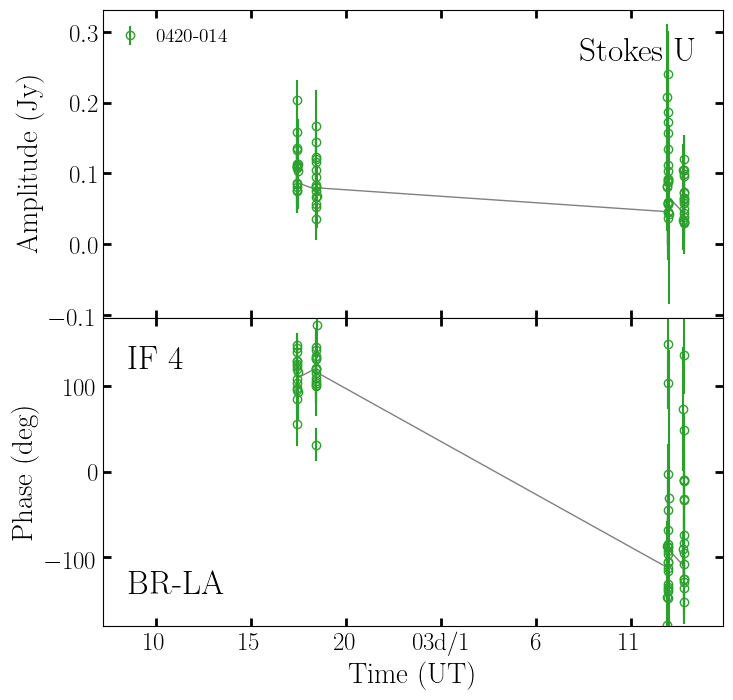 0.3
0420-014
Stokes U
0.2
Amplitude (Jy)
0.1
0.0
−0.1
IF 4
100
Phase (deg)
0
−100
BR-LA
10 15 20 03d/1 6 11
Time (UT)